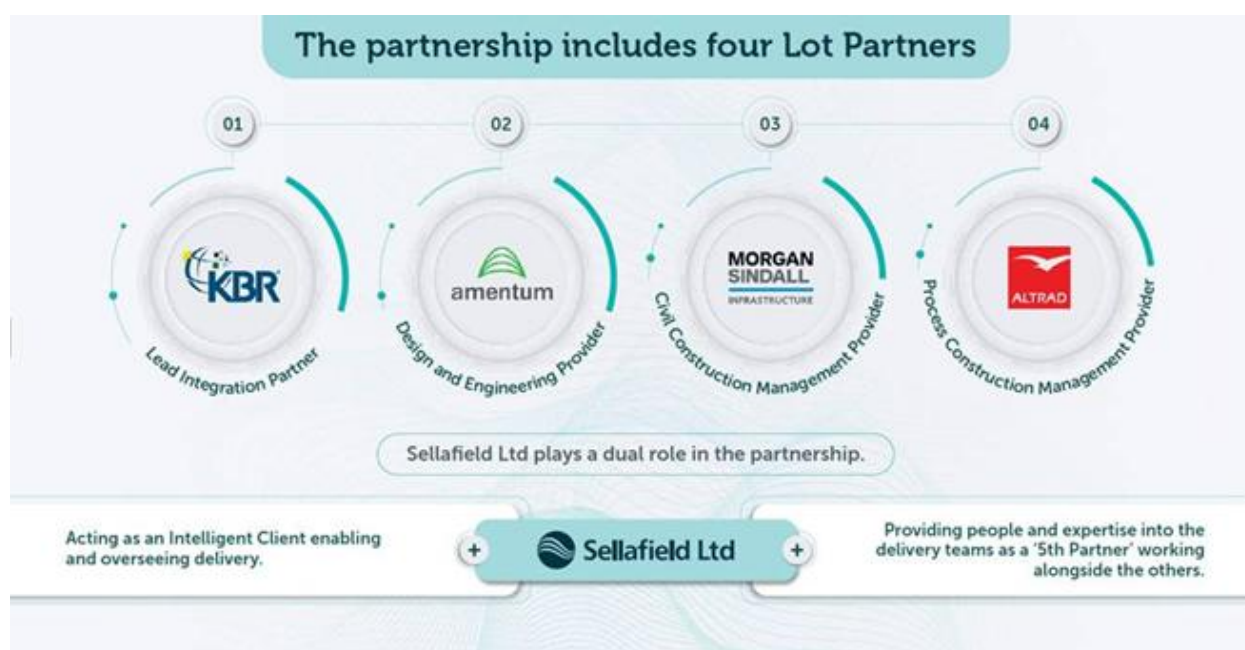 The partnership includes four Lot Partners
01
02
03
04
KBR
amentum
MORGAN
SINDALL
INFRASTRUCTURE
ALTRAD
Lead Integration Partner
Design and Engineering Provider
Civil Construction Management Provider
Process Construction Management Provider
Sellafield Ltd plays a dual role in the partnership.
Acting as an Intelligent Client enabling
and overseeing delivery.
+
Sellafield Ltd
+
Providing people and expertise into the
delivery teams as a '5th Partner' working
alongside the others.